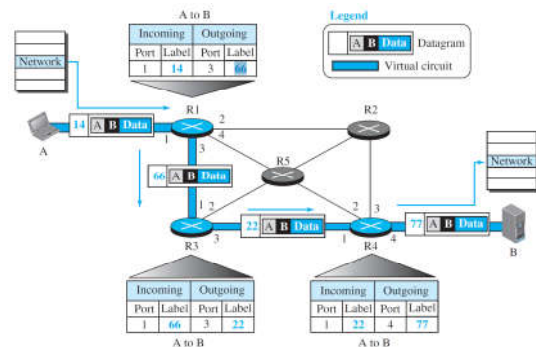 A to B
Incoming Outgoing
Port Label Port Label
1 14 3 66
Legend
A B Data Datagram
Virtual circuit
Network
R1
R2
14 A B Data
A
1
2
4
3
66 A B Data
R5
Network
1
2
R3
3
22 A B Data
2
3
1
R4
4
77 A B Data
B
Incoming Outgoing
Port Label Port Label
1 66 3 22
A to B
Incoming Outgoing
Port Label Port Label
1 22 4 77
A to B